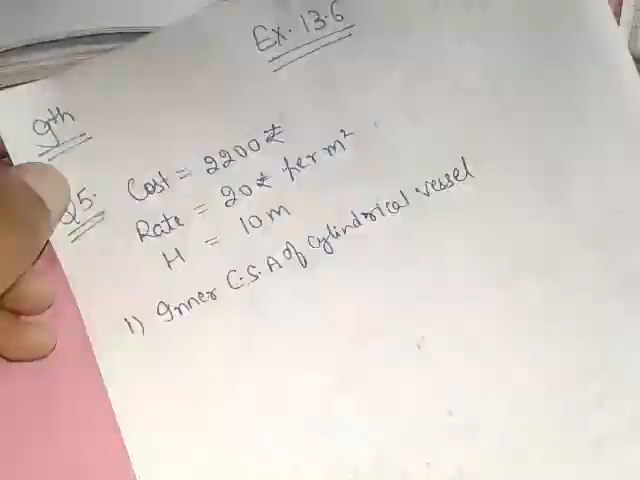 Ex. 13.6
9th
Q5. Cost = 2200₹
Rate = 20₹ per m²
H = 10m
1) Inner C.S.A of cylindrical vessel